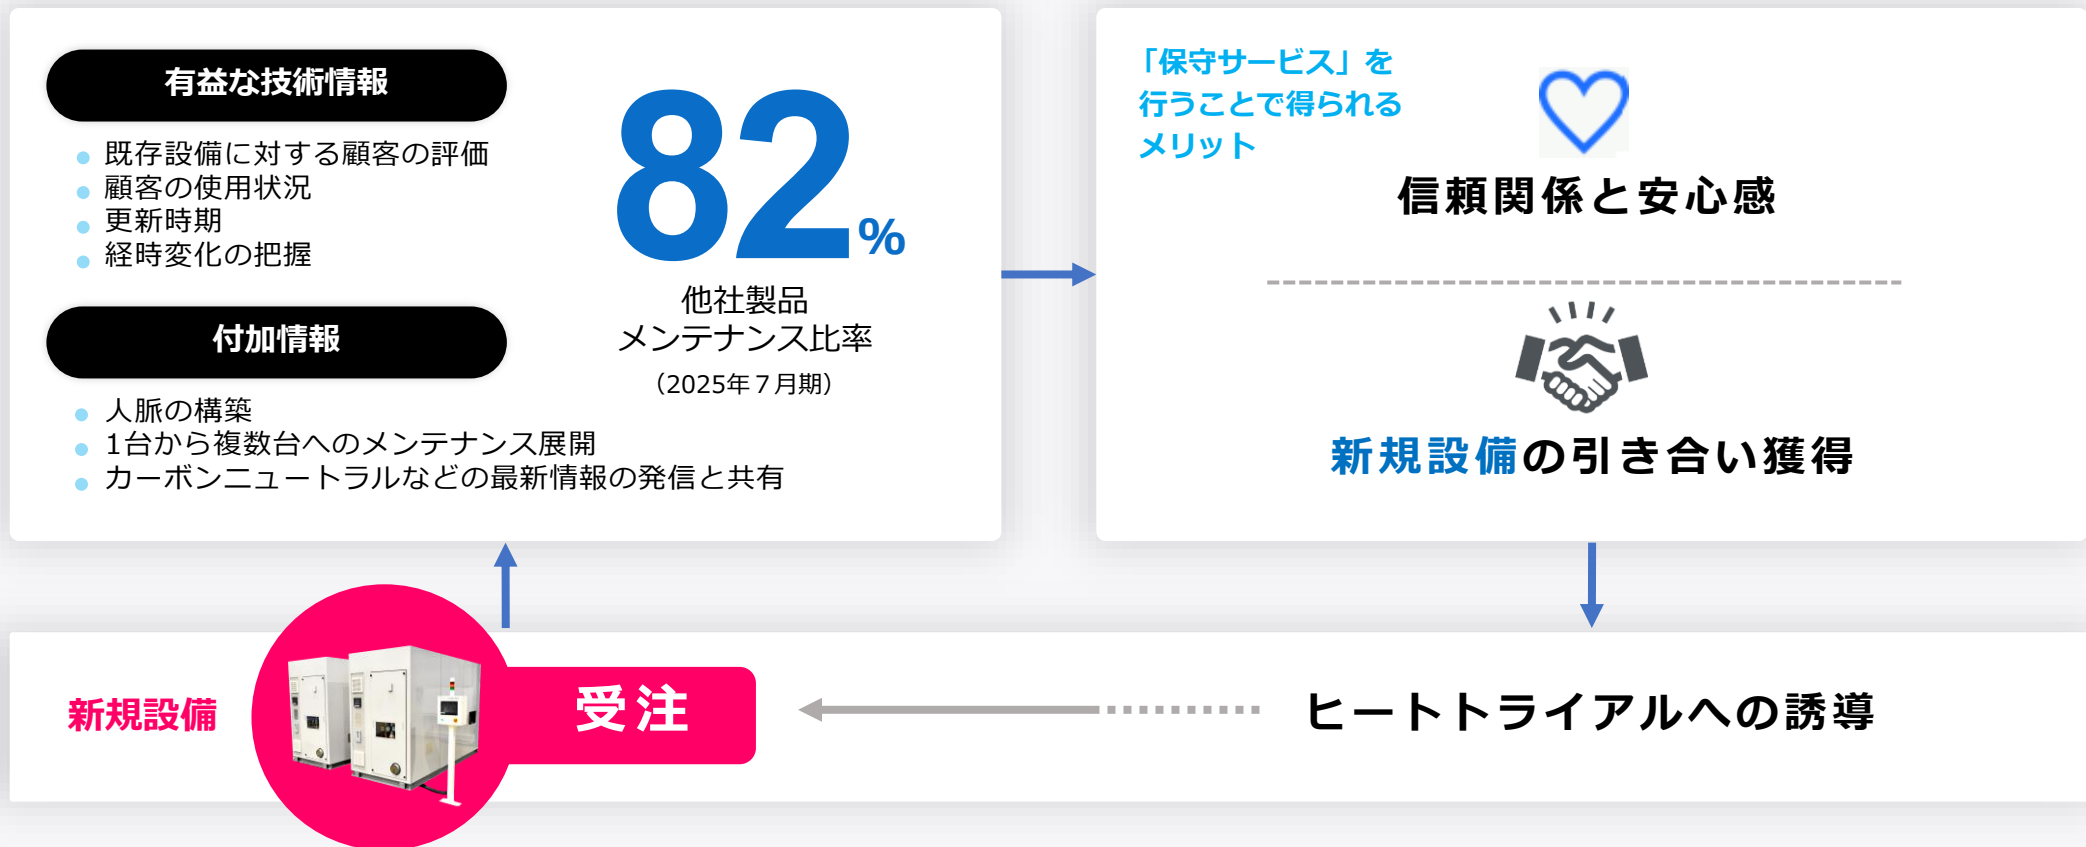 有益な技術情報
既存設備に対する顧客の評価
顧客の使用状況
更新時期
経時変化の把握
付加情報
人脈の構築
1台から複数台へのメンテナンス展開
カーボンニュートラルなどの最新情報の発信と共有
82%
他社製品
メンテナンス比率
（2025年７月期）
「保守サービス」を
行うことで得られる
メリット
信頼関係と安心感
新規設備の引き合い獲得
ヒートトライアルへの誘導
受注
新規設備